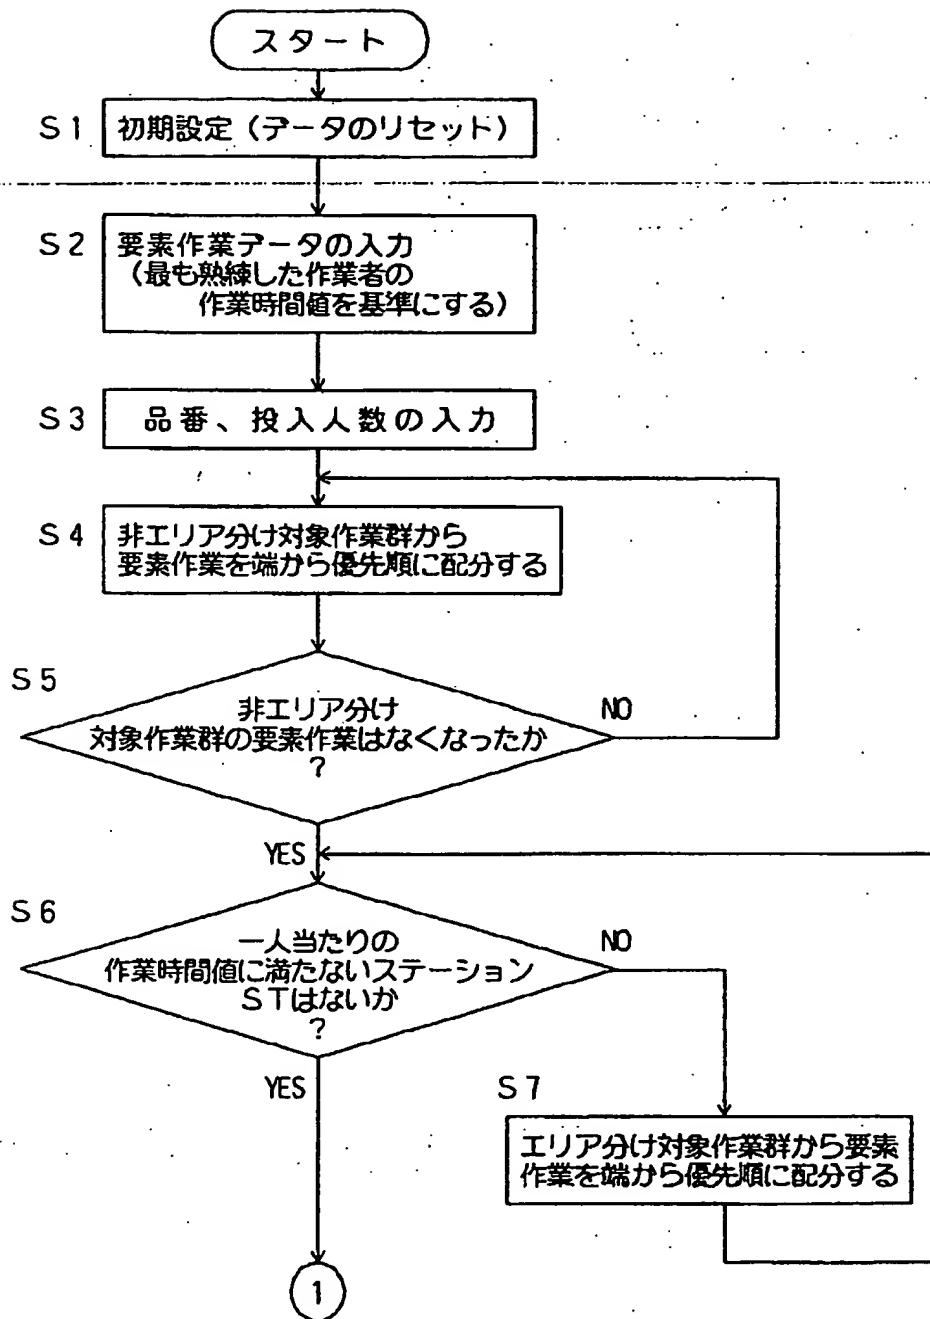 スタート
S1 初期設定(データのリセット)
S2 要素作業データの入力
(最も熟練した作業者の
作業時間値を基準にする)
S3 品番、投入人数の入力
S4 非エリア分け対象作業群から
要素作業を端から優先順に配分する
S5
非エリア分け
対象作業群の要素作業はなくなったか
?
NO
YES
S6
一人当たりの
作業時間値に満たないステーション
STはないか
?
NO
YES
S7
エリア分け対象作業群から要素
作業を端から優先順に配分する
1